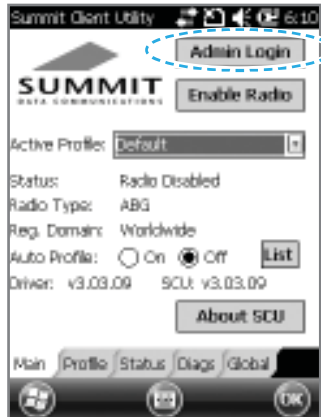 Summit Client Utility 6:10
Admin Login
SUMMIT
DATA COMMUNICATIONS
Enable Radio
Active Profile: Default
Status: Radio Disabled
Radio Type: ABG
Reg. Domain: Worldwide
Auto Profile: On Off List
Driver: v3.03.09 SCU: v3.03.09
About SCU
Main Profile Status Diags Global
OK